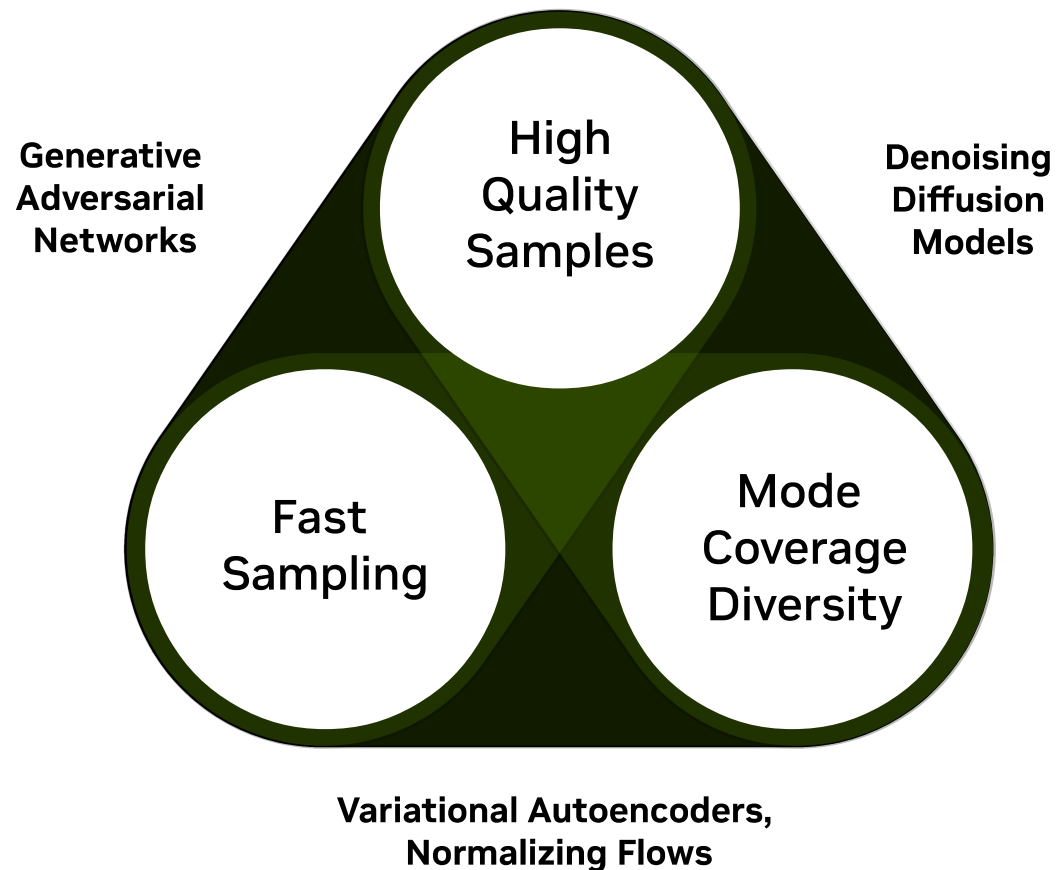 High
Quality
Samples
Generative
Adversarial
Networks
Denoising
Diffusion
Models
Fast
Sampling
Mode
Coverage
Diversity
Variational Autoencoders,
Normalizing Flows